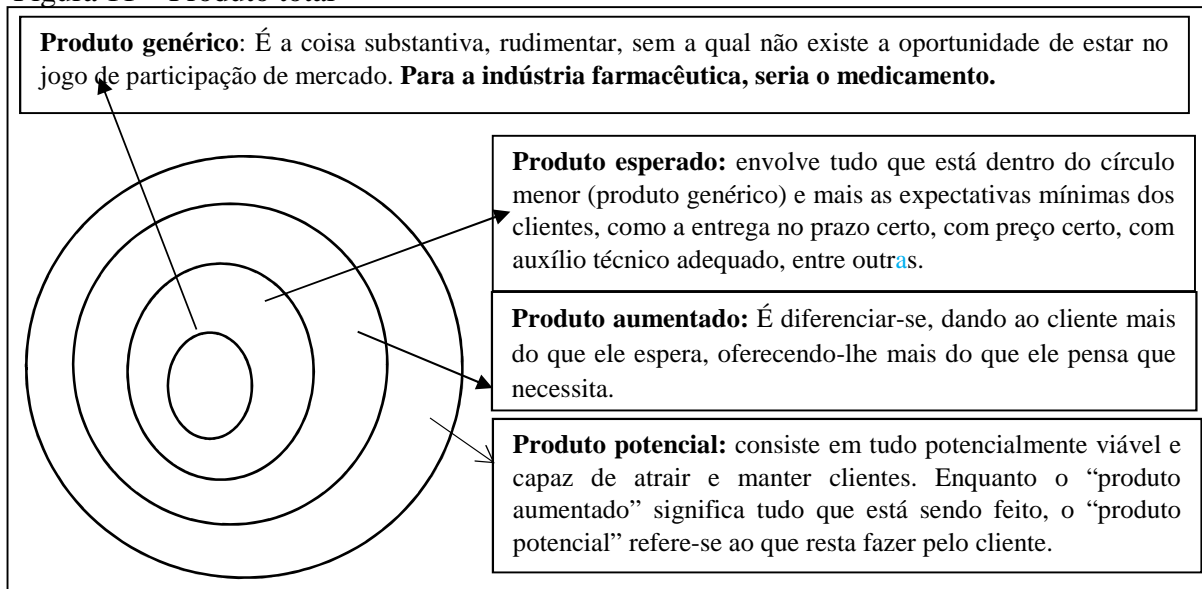 Figura 11 – Produto total
Produto genérico: É a coisa substantiva, rudimentar, sem a qual não existe a oportunidade de estar no
jogo de participação de mercado. Para a indústria farmacêutica, seria o medicamento.
Produto esperado: envolve tudo que está dentro do círculo
menor (produto genérico) e mais as expectativas mínimas dos
clientes, como a entrega no prazo certo, com preço certo, com
auxílio técnico adequado, entre outras.
Produto aumentado: É diferenciar-se, dando ao cliente mais
do que ele espera, oferecendo-lhe mais do que ele pensa que
necessita.
Produto potencial: consiste em tudo potencialmente viável e
capaz de atrair e manter clientes. Enquanto o “produto
aumentado” significa tudo que está sendo feito, o “produto
potencial” refere-se ao que resta fazer pelo cliente.